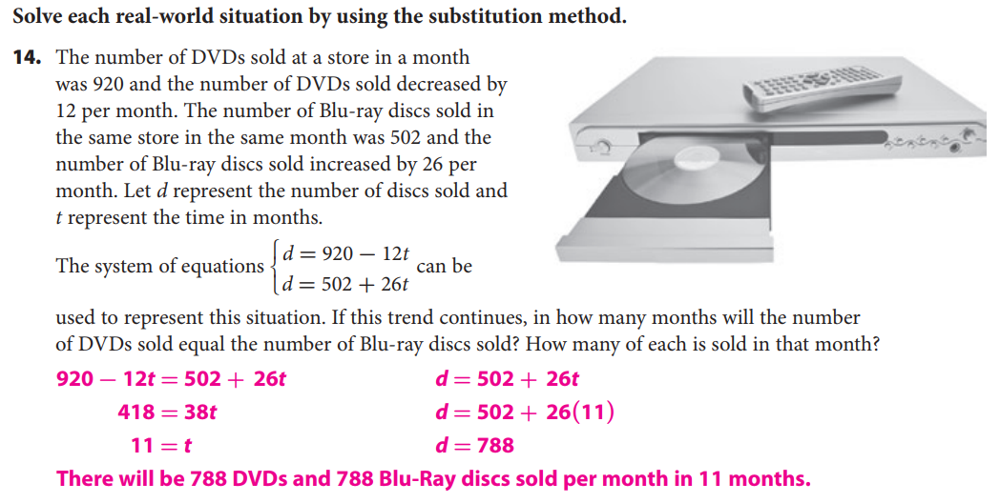 Solve each real-world situation by using the substitution method.
14. The number of DVDs sold at a store in a month
was 920 and the number of DVDs sold decreased by
12 per month. The number of Blu-ray discs sold in
the same store in the same month was 502 and the
number of Blu-ray discs sold increased by 26 per
month. Let d represent the number of discs sold and
t represent the time in months.
The system of equations { d = 920 − 12t
d = 502 + 26t can be
used to represent this situation. If this trend continues, in how many months will the number
of DVDs sold equal the number of Blu-ray discs sold? How many of each is sold in that month?
920 − 12t = 502 + 26t
418 = 38t
11 = t
d = 502 + 26t
d = 502 + 26(11)
d = 788
There will be 788 DVDs and 788 Blu-Ray discs sold per month in 11 months.